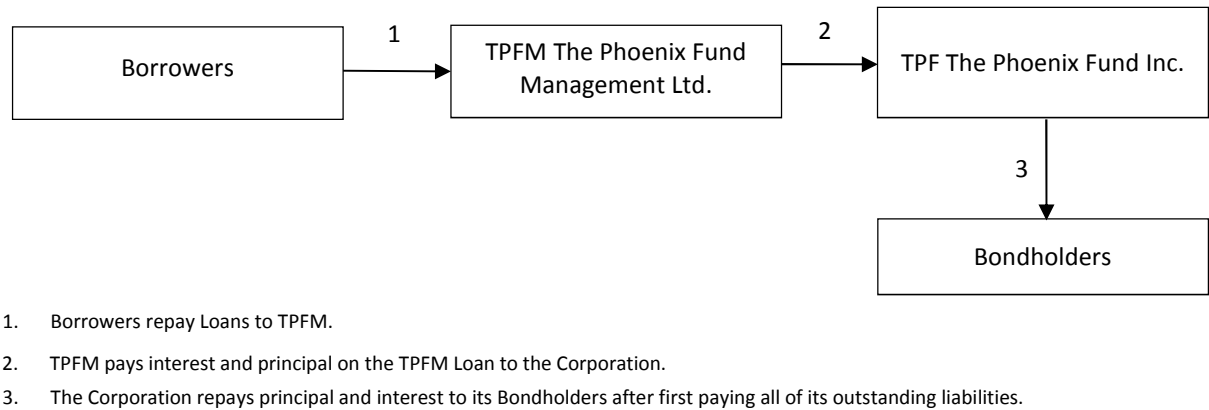 1
2
Borrowers
TPFM The Phoenix Fund
Management Ltd.
TPF The Phoenix Fund Inc.
3
Bondholders
1. Borrowers repay Loans to TPFM.
2. TPFM pays interest and principal on the TPFM Loan to the Corporation.
3. The Corporation repays principal and interest to its Bondholders after first paying all of its outstanding liabilities.